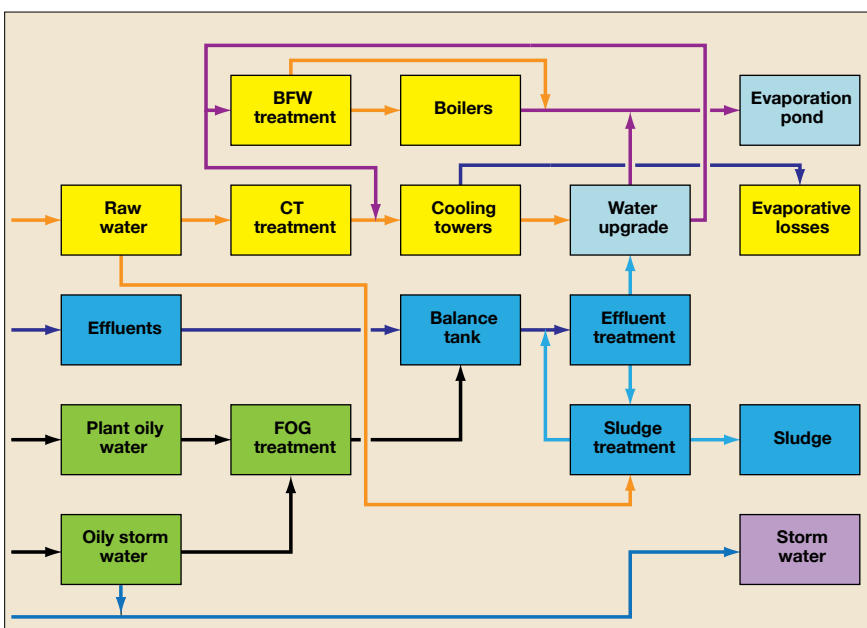 BFW
treatment
Boilers
Evaporation
pond
Raw
water
CT
treatment
Cooling
towers
Water
upgrade
Evaporative
losses
Effluents
Balance
tank
Effluent
treatment
Plant oily
water
FOG
treatment
Sludge
treatment
Sludge
Oily storm
water
Storm
water